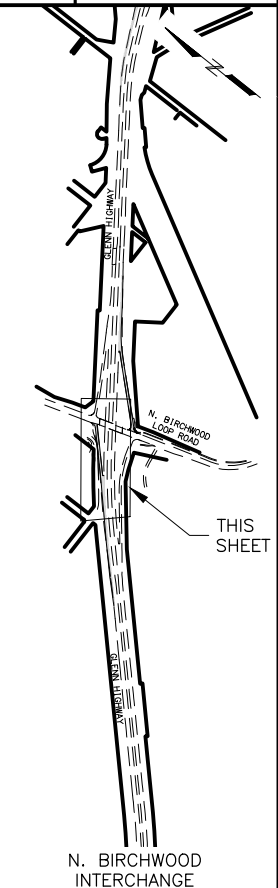 N
GLENN HIGHWAY
N. BIRCHWOOD
LOOP ROAD
THIS
SHEET
GLENN HIGHWAY
N. BIRCHWOOD
INTERCHANGE